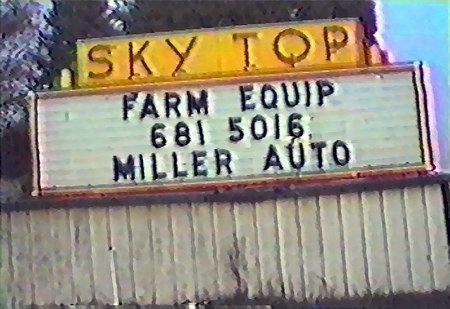 SKY TOP
FARM EQUIP
681 5016
MILLER AUTO